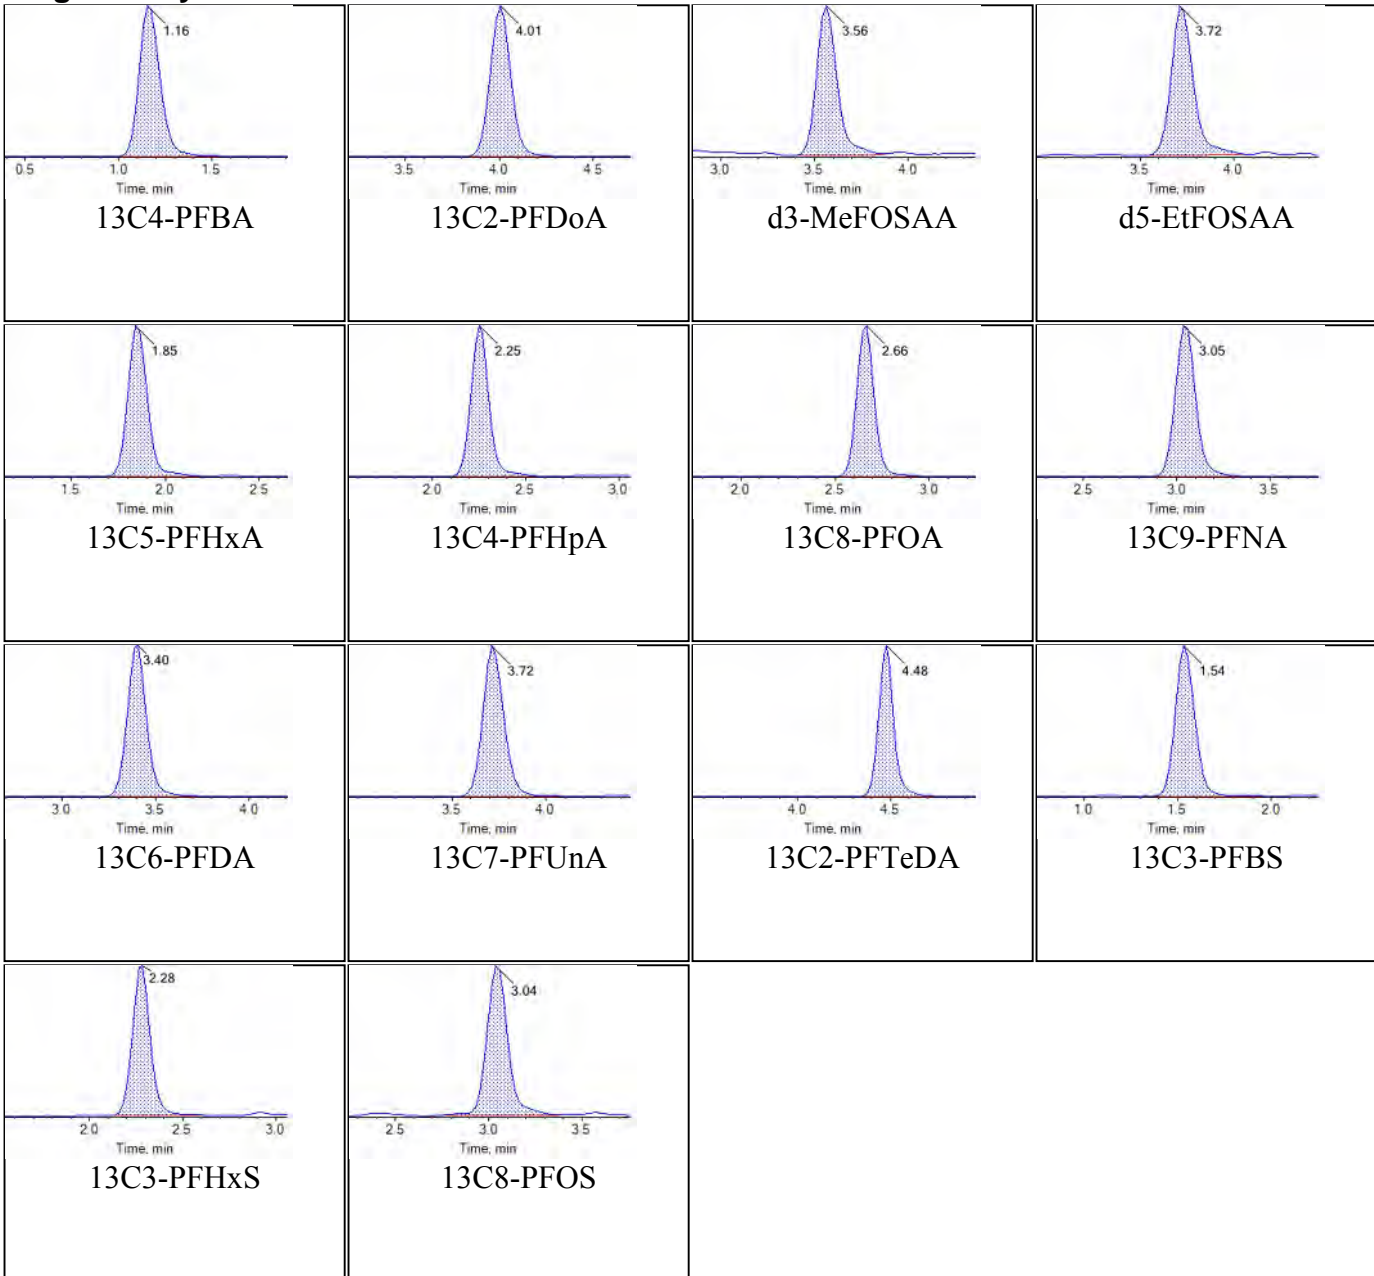 1.16
0.5 1.0 1.5
Time, min
13C4-PFBA
4.01
3.5 4.0 4.5
Time, min
13C2-PFDoA
3.56
3.0 3.5 4.0
Time, min
d3-MeFOSAA
3.72
3.5 4.0
Time, min
d5-EtFOSAA
1.85
1.5 2.0 2.5
Time, min
13C5-PFHxA
2.25
2.0 2.5 3.0
Time, min
13C4-PFHpA
2.66
2.0 2.5 3.0
Time, min
13C8-PFOA
3.05
2.5 3.0 3.5
Time, min
13C9-PFNA
3.40
3.0 3.5 4.0
Time, min
13C6-PFDA
3.72
3.5 4.0
Time, min
13C7-PFUnA
4.48
4.0 4.5
Time, min
13C2-PFTeDA
1.54
1.0 1.5 2.0
Time, min
13C3-PFBS
2.28
2.0 2.5 3.0
Time, min
13C3-PFHxS
3.04
2.5 3.0 3.5
Time, min
13C8-PFOS